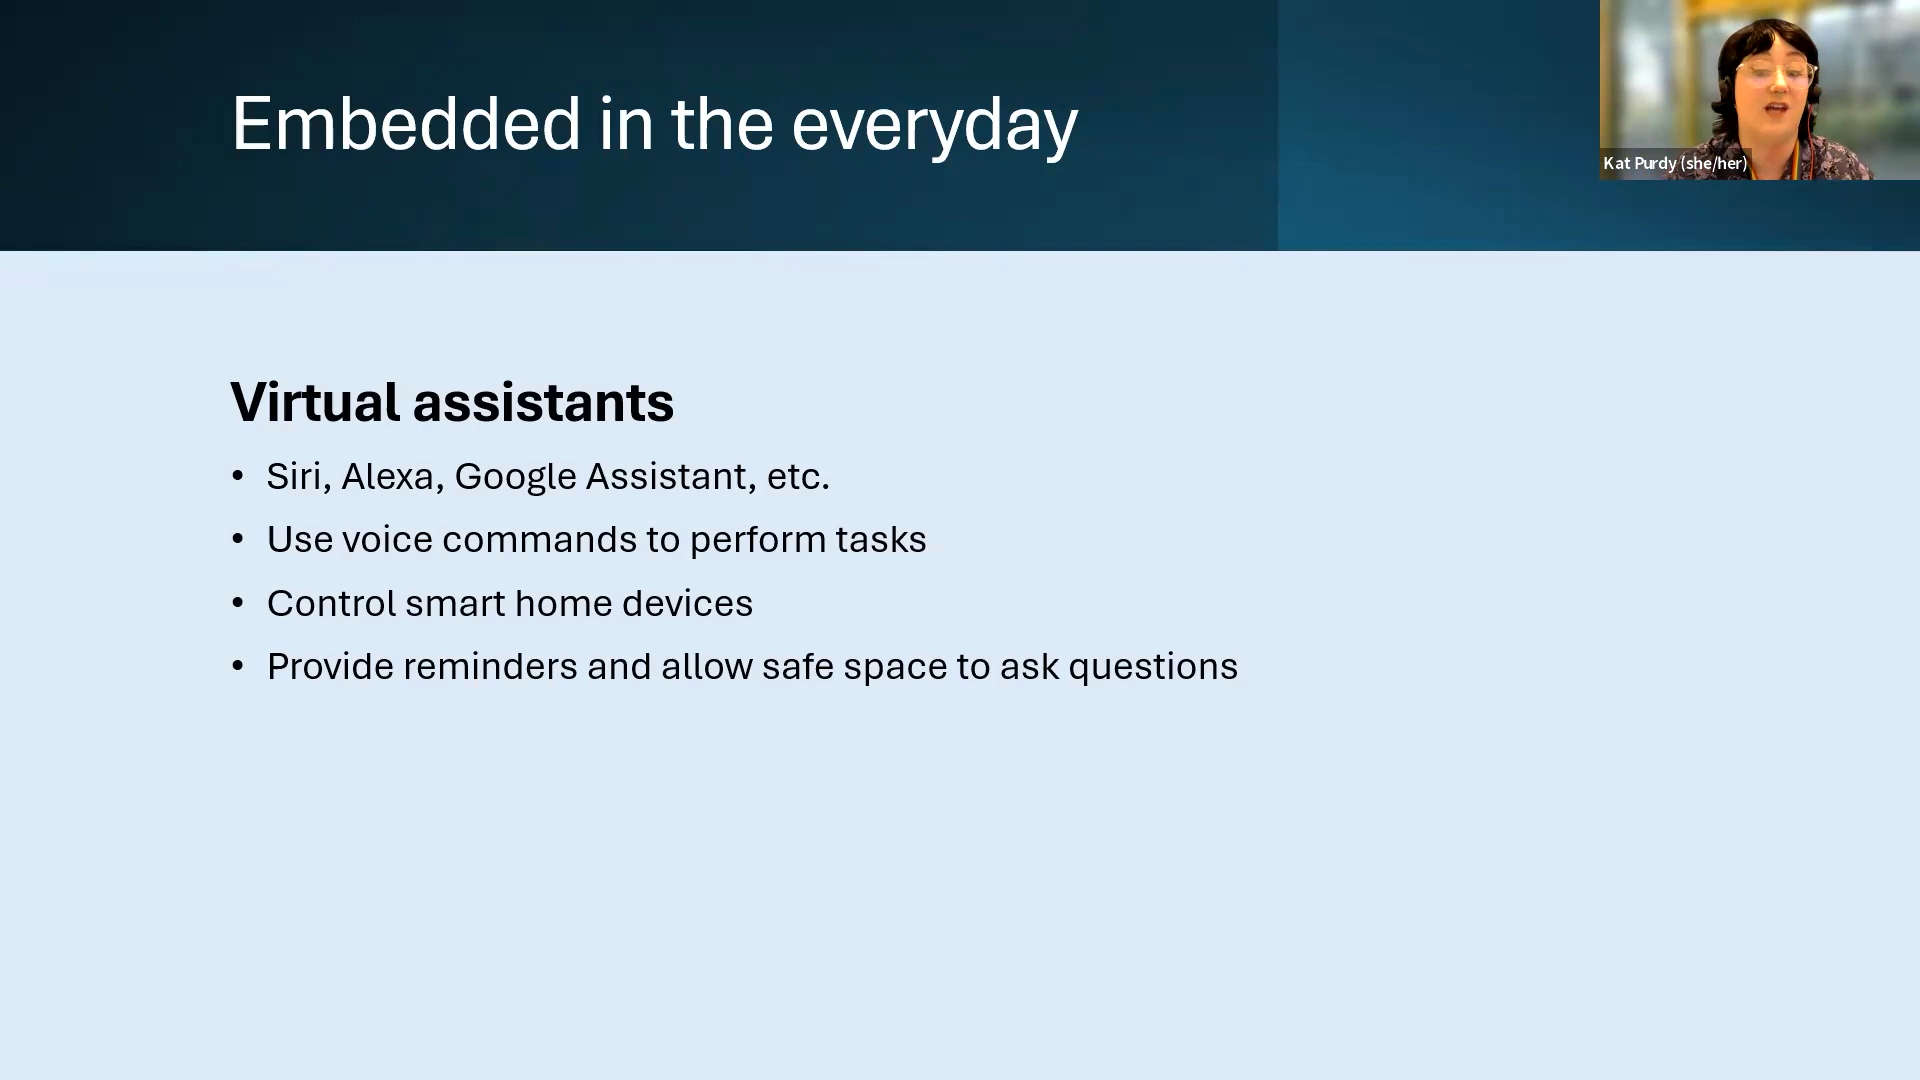 Embedded in the everyday
Kat Purdy (she/her)
Virtual assistants
• Siri, Alexa, Google Assistant, etc.
• Use voice commands to perform tasks
• Control smart home devices
• Provide reminders and allow safe space to ask questions